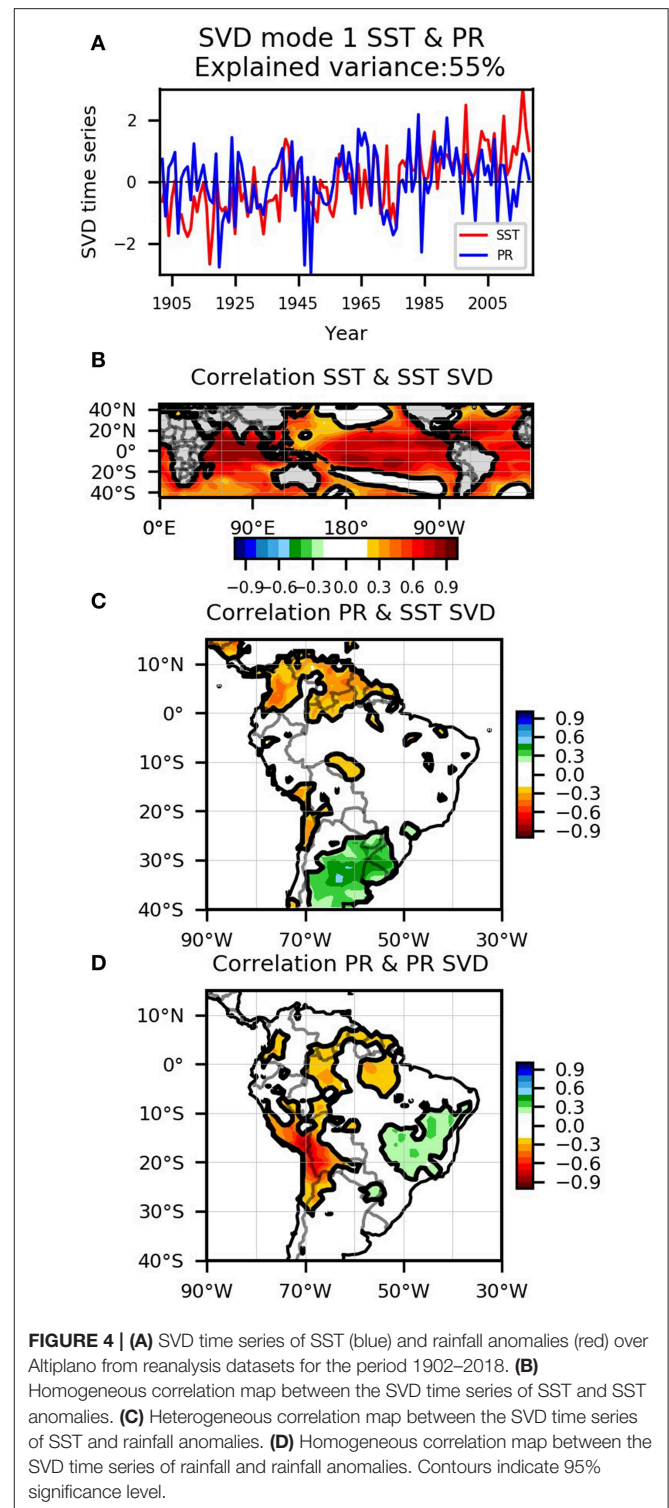 A
SVD mode 1 SST & PR
Explained variance:55%
SVD time series
2
0
−2
SST
PR
1905 1925 1945 1965 1985 2005
Year
B
Correlation SST & SST SVD
40°N
20°N
0°
20°S
40°S
0°E 90°E 180° 90°W
−0.9 −0.6 −0.3 0.0 0.3 0.6 0.9
C
Correlation PR & SST SVD
10°N
0°
10°S
20°S
30°S
40°S
90°W 70°W 50°W 30°W
0.9
0.6
0.3
0.0
−0.3
−0.6
−0.9
D
Correlation PR & PR SVD
10°N
0°
10°S
20°S
30°S
40°S
90°W 70°W 50°W 30°W
0.9
0.6
0.3
0.0
−0.3
−0.6
−0.9
FIGURE 4 | (A) SVD time series of SST (blue) and rainfall anomalies (red) over
Altiplano from reanalysis datasets for the period 1902–2018. (B)
Homogeneous correlation map between the SVD time series of SST and SST
anomalies. (C) Heterogeneous correlation map between the SVD time series
of SST and rainfall anomalies. (D) Homogeneous correlation map between the
SVD time series of rainfall and rainfall anomalies. Contours indicate 95%
significance level.